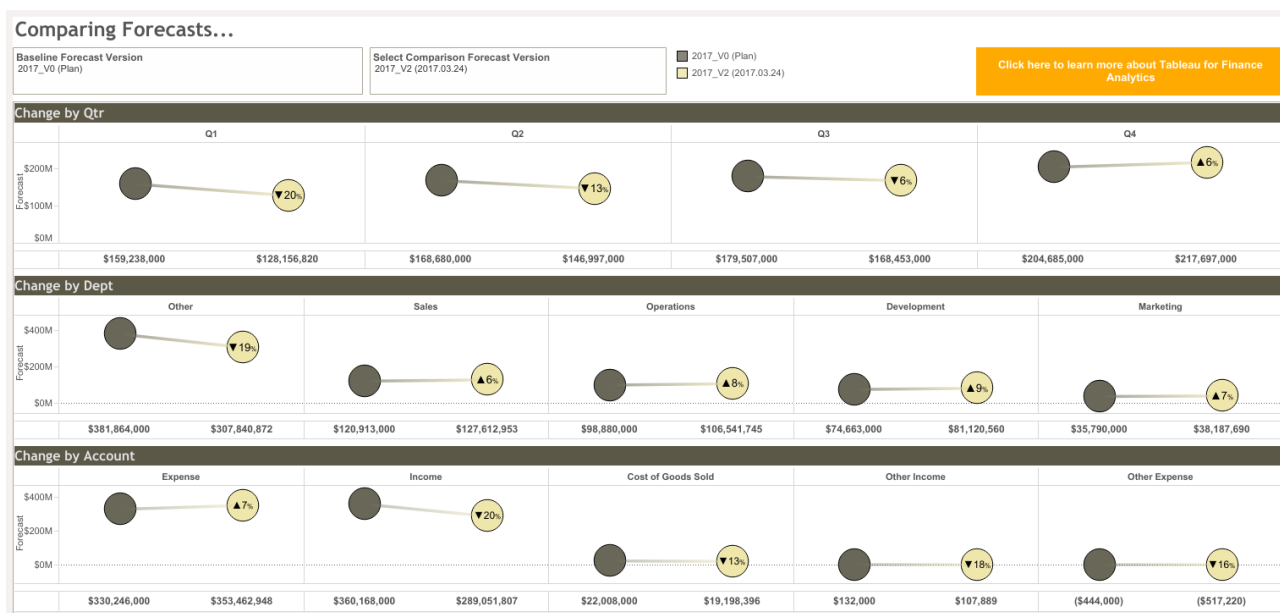 Comparing Forecasts...
Baseline Forecast Version
2017_V0 (Plan)
Select Comparison Forecast Version
2017_V2 (2017.03.24)
2017_V0 (Plan)
2017_V2 (2017.03.24)
Click here to learn more about Tableau for Finance
Analytics
Change by Qtr
Q1 Q2 Q3 Q4
Forecast
$200M
$100M
$0M
▼20% ▼13% ▼6% ▲6%
$159,238,000 $128,156,820 $168,680,000 $146,997,000 $179,507,000 $168,453,000 $204,685,000 $217,697,000
Change by Dept
Other Sales Operations Development Marketing
Forecast
$400M
$200M
$0M
▼19% ▲6% ▲8% ▲9% ▲7%
$381,864,000 $307,840,872 $120,913,000 $127,612,953 $98,880,000 $106,541,745 $74,663,000 $81,120,560 $35,790,000 $38,187,690
Change by Account
Expense Income Cost of Goods Sold Other Income Other Expense
Forecast
$400M
$200M
$0M
▲7% ▼20% ▼13% ▼18% ▼16%
$330,246,000 $353,462,948 $360,168,000 $289,051,807 $22,008,000 $19,198,396 $132,000 $107,889 ($444,000) ($517,220)